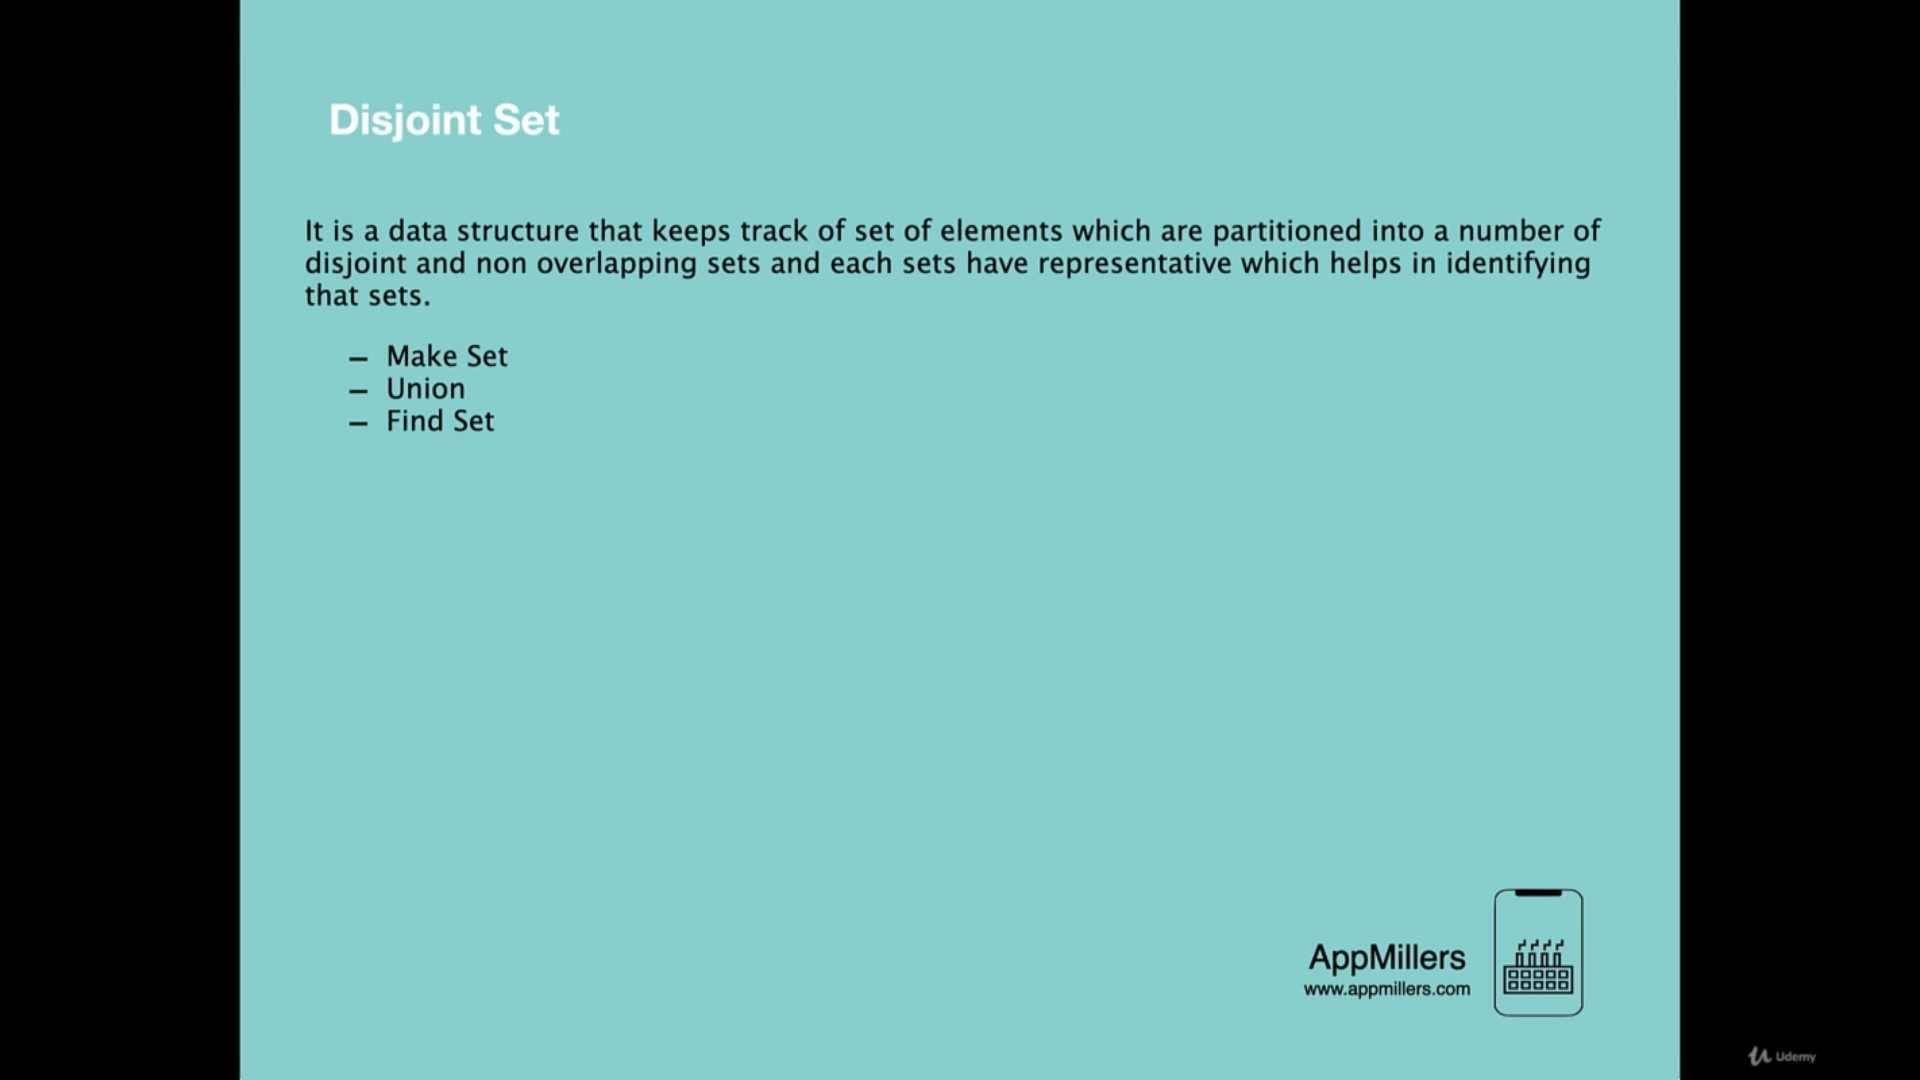 Disjoint Set
It is a data structure that keeps track of set of elements which are partitioned into a number of
disjoint and non overlapping sets and each sets have representative which helps in identifying
that sets.
– Make Set
– Union
– Find Set
AppMillers
www.appmillers.com
Udemy